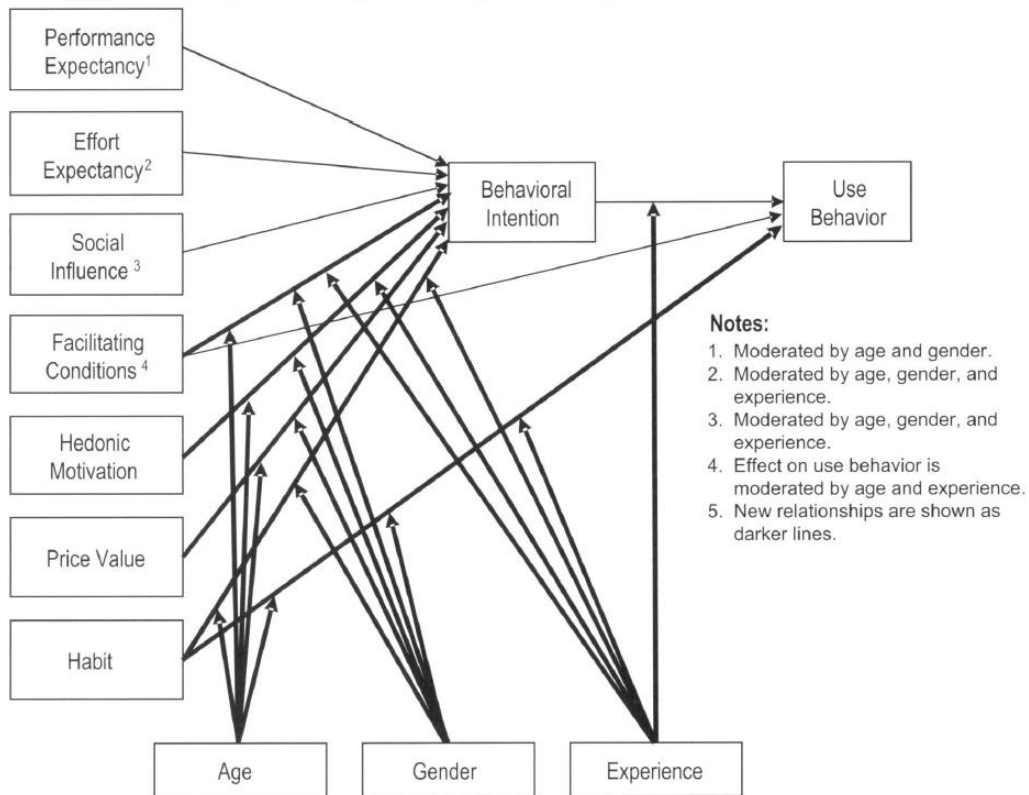 Performance
Expectancy¹
Effort
Expectancy²
Social
Influence ³
Facilitating
Conditions ⁴
Hedonic
Motivation
Price Value
Habit
Behavioral
Intention
Use
Behavior
Notes:
1. Moderated by age and gender.
2. Moderated by age, gender, and
experience.
3. Moderated by age, gender, and
experience.
4. Effect on use behavior is
moderated by age and experience.
5. New relationships are shown as
darker lines.
Age
Gender
Experience